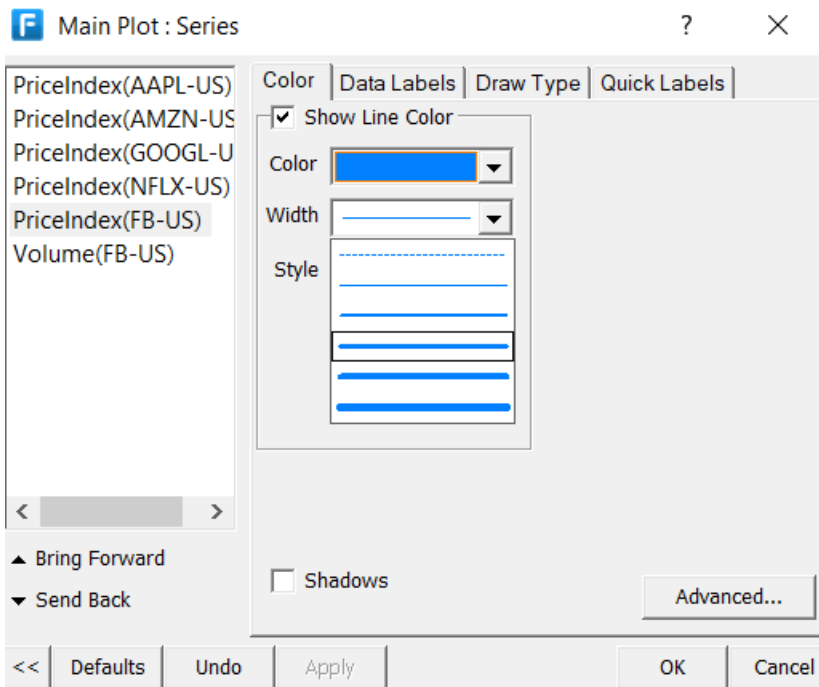 F Main Plot : Series ?
PriceIndex(AAPL-US)
PriceIndex(AMZN-US
PriceIndex(GOOGL-U
PriceIndex(NFLX-US)
PriceIndex(FB-US)
Volume(FB-US)
Bring Forward
Send Back
Color Data Labels Draw Type Quick Labels
Show Line Color
Color
Width
Style
Shadows
Advanced...
<< Defaults Undo Apply OK Cancel